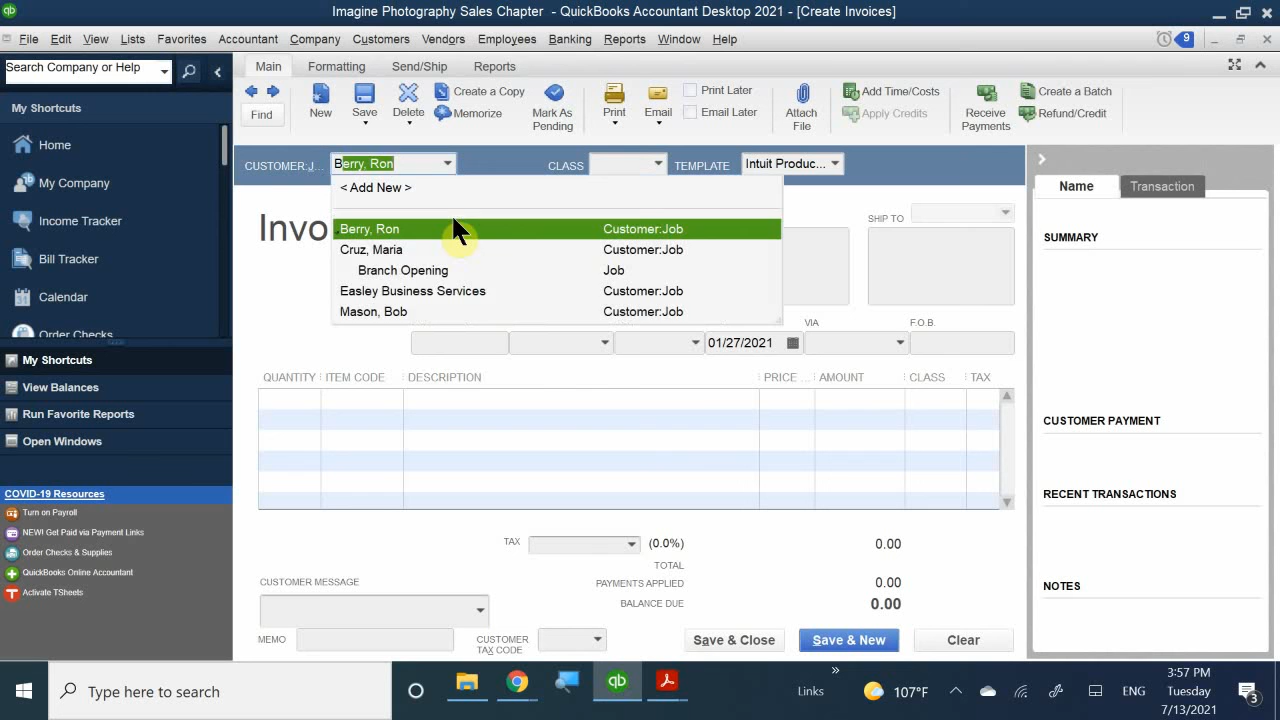 Imagine Photography Sales Chapter - QuickBooks Accountant Desktop 2021 - [Create Invoices]
File Edit View Lists Favorites Accountant Company Customers Vendors Employees Banking Reports Window Help 9
Search Company or Help
Main Formatting Send/Ship Reports
My Shortcuts
Home
My Company
Income Tracker
Bill Tracker
Calendar
Order Checks
My Shortcuts
View Balances
Run Favorite Reports
Open Windows
COVID-19 Resources
Turn on Payroll
NEW! Get Paid via Payment Links
Order Checks & Supplies
QuickBooks Online Accountant
Activate TSheets
Find
New
Save
Delete
Create a Copy
Memorize
Mark As
Pending
Print
Email
Print Later
Email Later
Attach
File
Add Time/Costs
Apply Credits
Receive
Payments
Create a Batch
Refund/Credit
CUSTOMER:J... Berry, Ron CLASS TEMPLATE Intuit Produc...
< Add New >
Berry, Ron Customer:Job
Cruz, Maria Customer:Job
Branch Opening Job
Easley Business Services Customer:Job
Mason, Bob Customer:Job
Invo
SHIP TO
VIA F.O.B.
01/27/2021
QUANTITY ITEM CODE DESCRIPTION PRICE ... AMOUNT CLASS TAX
TAX (0.0%) 0.00
TOTAL
PAYMENTS APPLIED 0.00
BALANCE DUE 0.00
CUSTOMER MESSAGE
MEMO
CUSTOMER
TAX CODE
Save & Close Save & New Clear
Name Transaction
SUMMARY
CUSTOMER PAYMENT
RECENT TRANSACTIONS
NOTES
Type here to search
Links
107°F
ENG
3:57 PM
Tuesday
7/13/2021
3